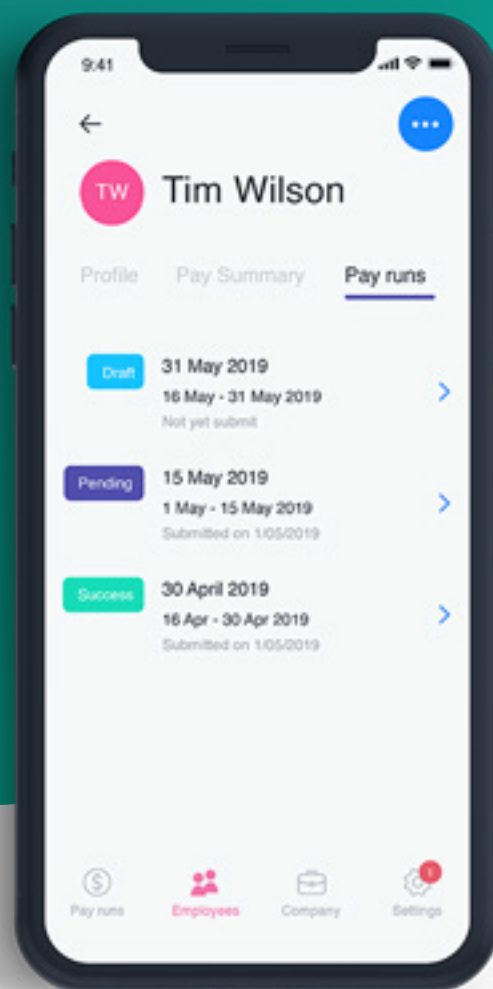 9:41
TW
Tim Wilson
Profile Pay Summary Pay runs
Draft
31 May 2019
16 May - 31 May 2019
Not yet submit
Pending
15 May 2019
1 May - 15 May 2019
Submitted on 1/05/2019
Success
30 April 2019
16 Apr - 30 Apr 2019
Submitted on 1/05/2019
Pay runs Employees Company Settings